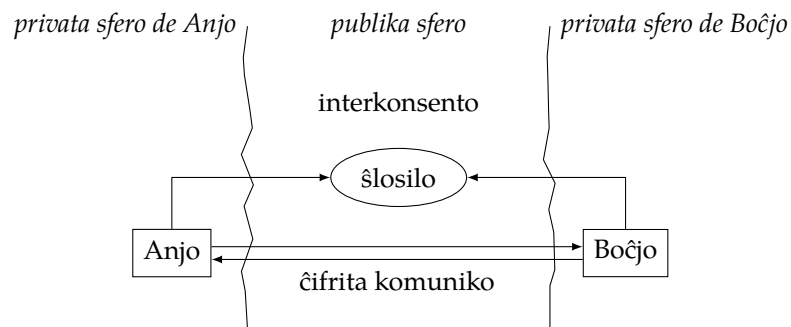 privata sfero de Anjo publika sfero privata sfero de Boĉjo
interkonsento
ŝlosilo
Anjo Boĉjo
ĉifrita komuniko